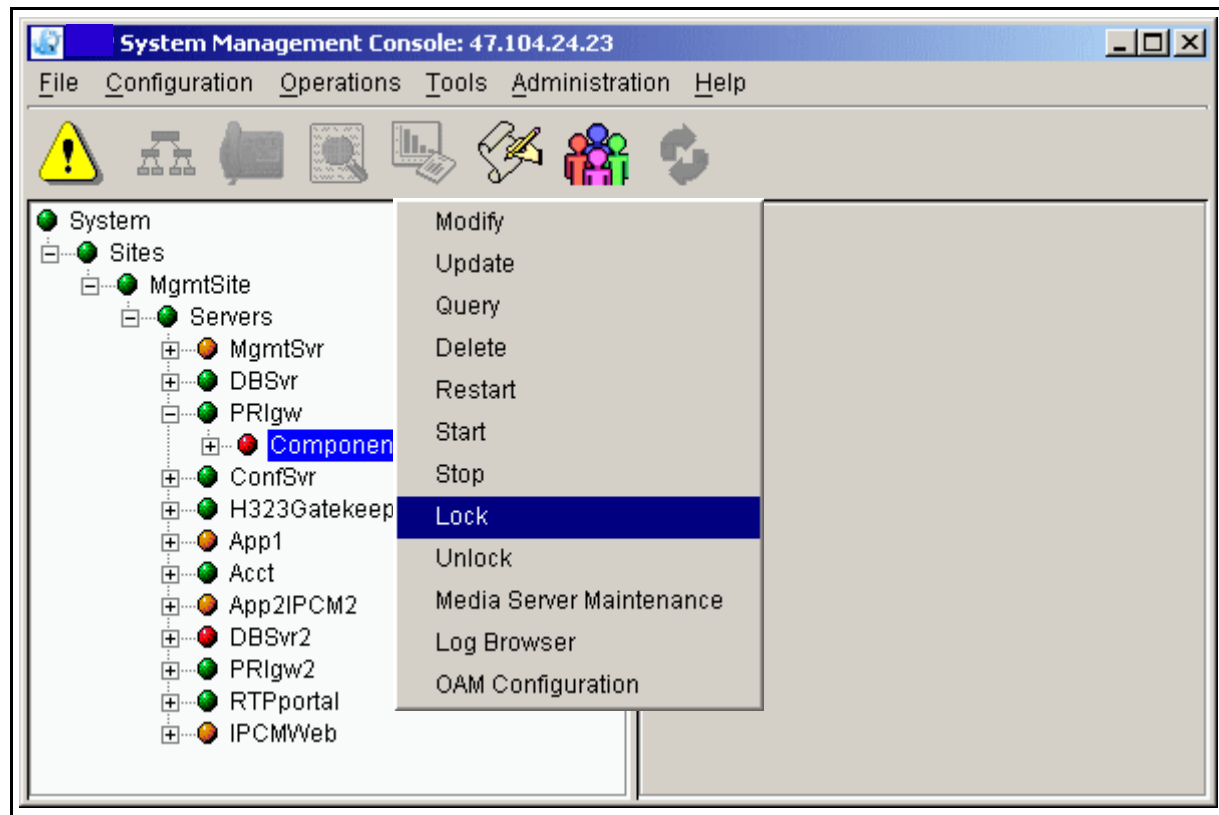 System Management Console: 47.104.24.23
File Configuration Operations Tools Administration Help
System
Sites
MgmtSite
Servers
MgmtSvr
DBSvr
PRIgw
Componen
ConfSvr
H323Gatekeep
App1
Acct
App2IPCM2
DBSvr2
PRIgw2
RTPportal
IPCMWeb
Modify
Update
Query
Delete
Restart
Start
Stop
Lock
Unlock
Media Server Maintenance
Log Browser
OAM Configuration